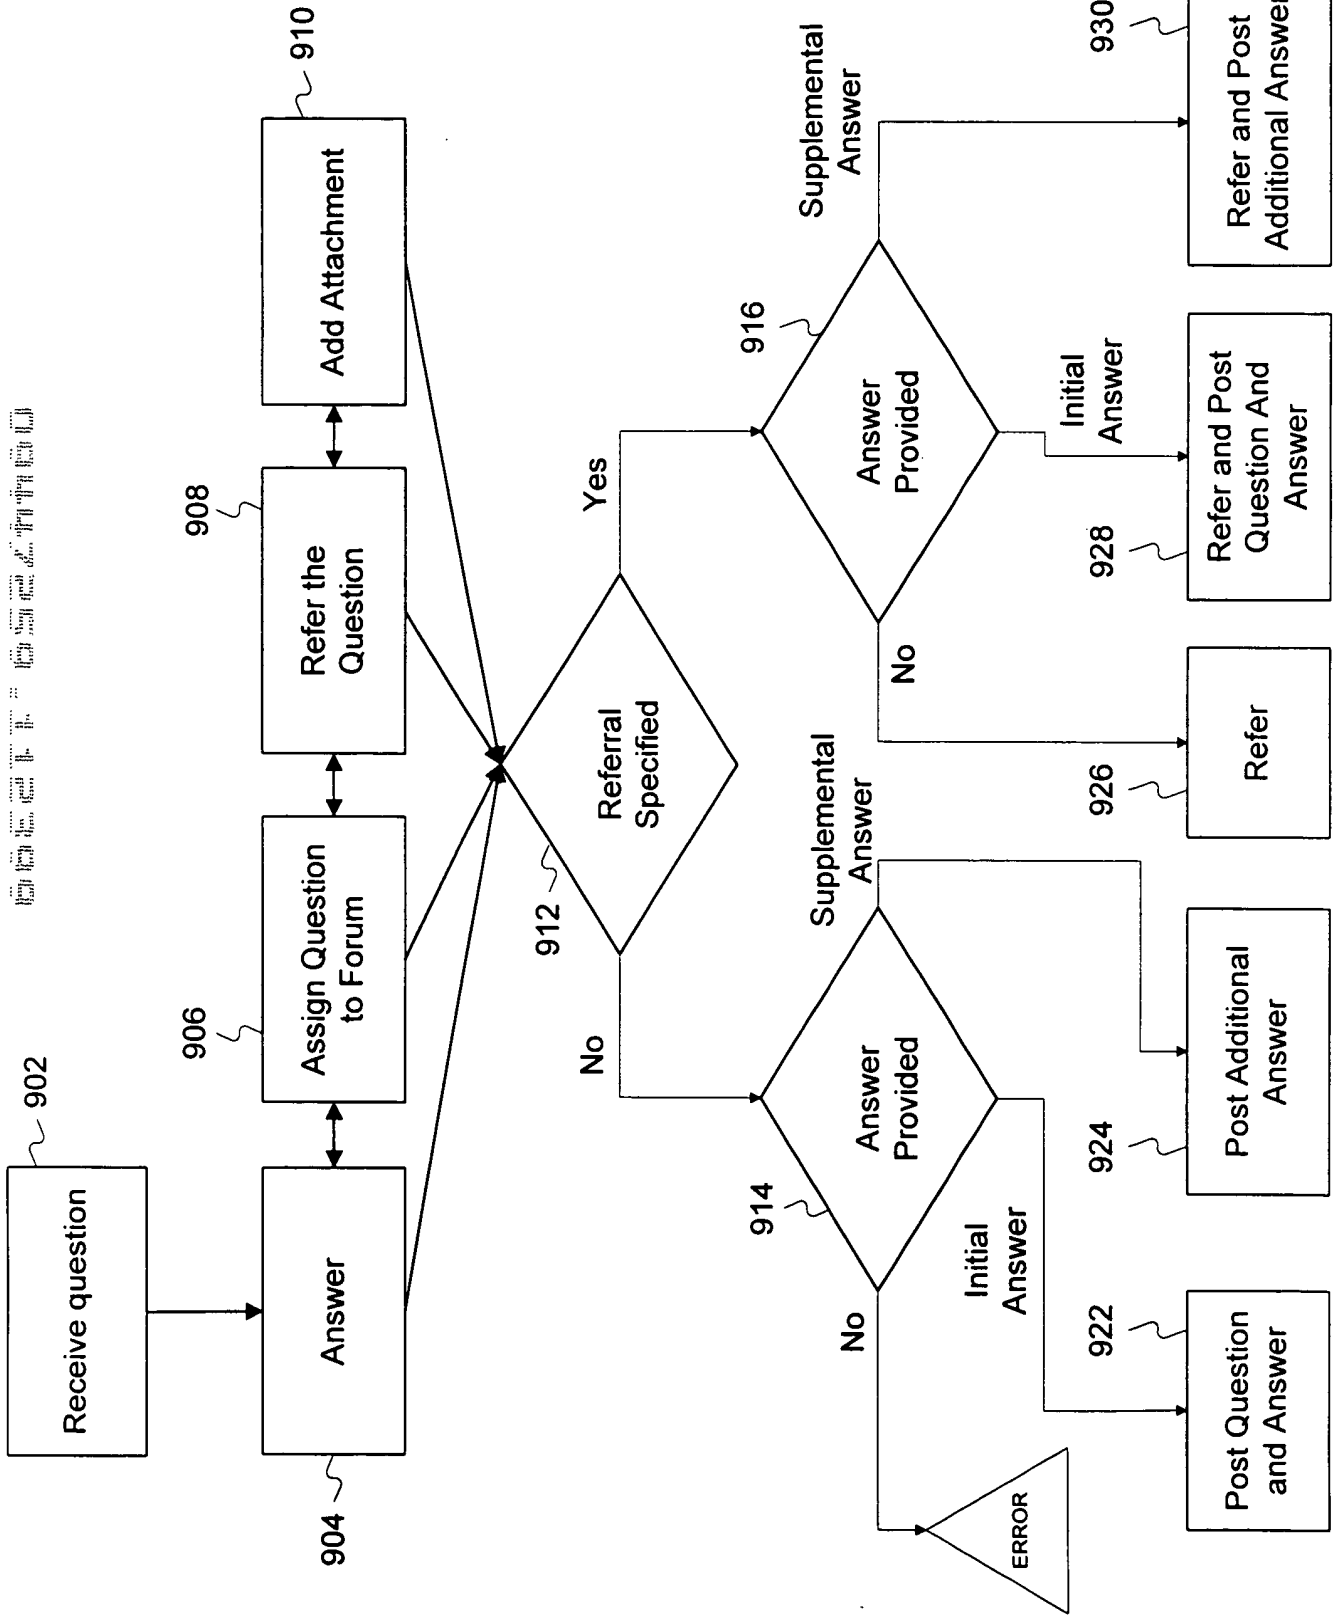 902
Receive question
904
Answer
906
Assign Question
to Forum
908
Refer the
Question
910
Add Attachment
912
Referral
Specified
No
Yes
914
Answer
Provided
916
Answer
Provided
No
Initial
Answer
Supplemental
Answer
No
Initial
Answer
Supplemental
Answer
ERROR
922
Post Question
and Answer
924
Post Additional
Answer
926
Refer
928
Refer and Post
Question And
Answer
930
Refer and Post
Additional Answer